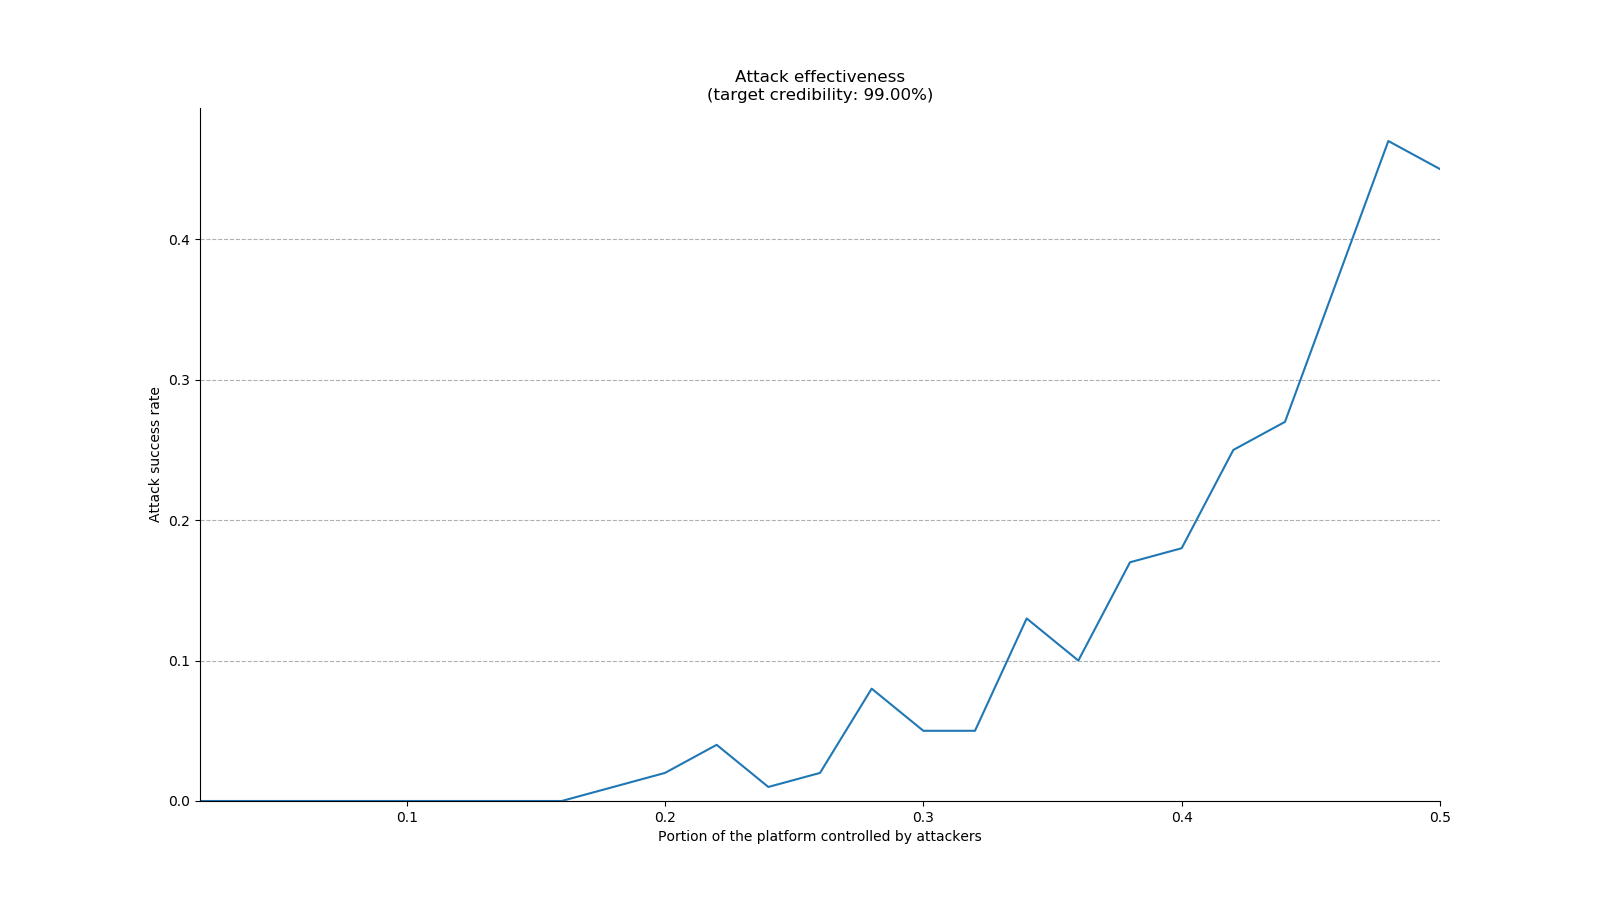 Attack effectiveness
(target credibility: 99.00%)
Attack success rate
0.4
0.3
0.2
0.1
0.0
0.1
0.2
0.3
0.4
0.5
Portion of the platform controlled by attackers